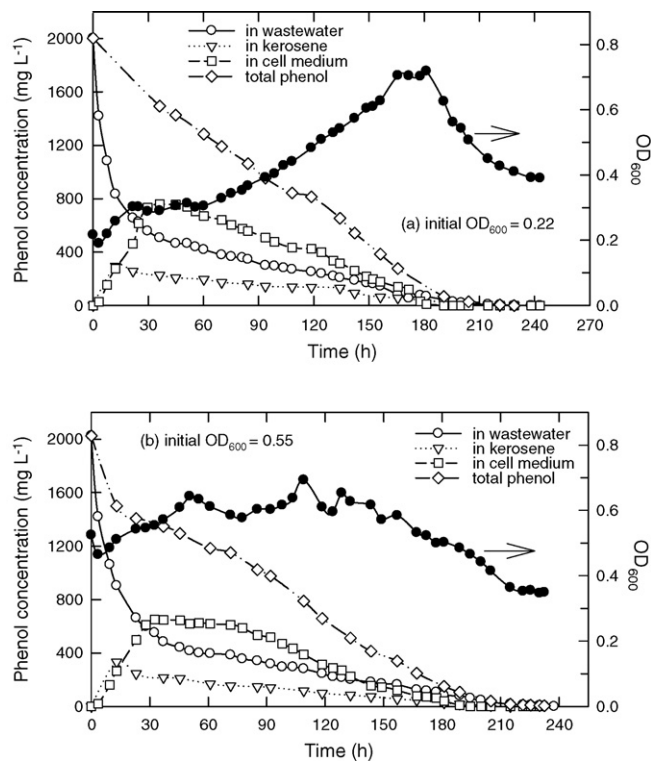 in wastewater
in kerosene
in cell medium
total phenol
(a) initial OD600 = 0.22
Phenol concentration (mg L-1)
2000
1600
1200
800
400
0
0.8
0.6
0.4
0.2
0.0
OD600
0 30 60 90 120 150 180 210 240 270
Time (h)
(b) initial OD600 = 0.55
in wastewater
in kerosene
in cell medium
total phenol
Phenol concentration (mg L-1)
2000
1600
1200
800
400
0
0.8
0.6
0.4
0.2
0.0
OD600
0 30 60 90 120 150 180 210 240
Time (h)